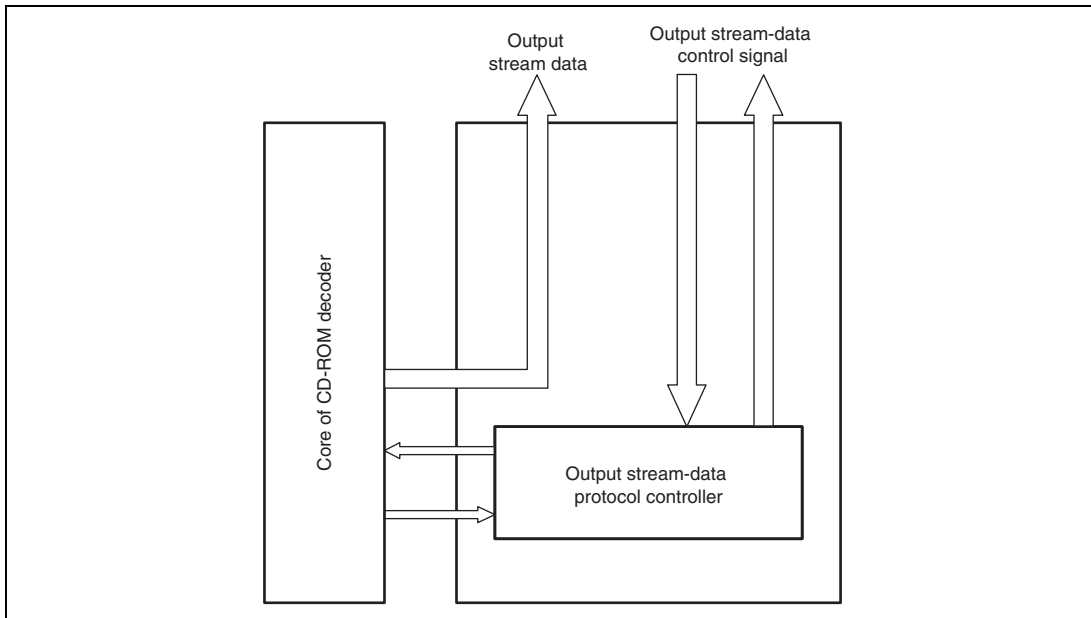 Output
stream data
Output stream-data
control signal
Core of CD-ROM decoder
Output stream-data
protocol controller